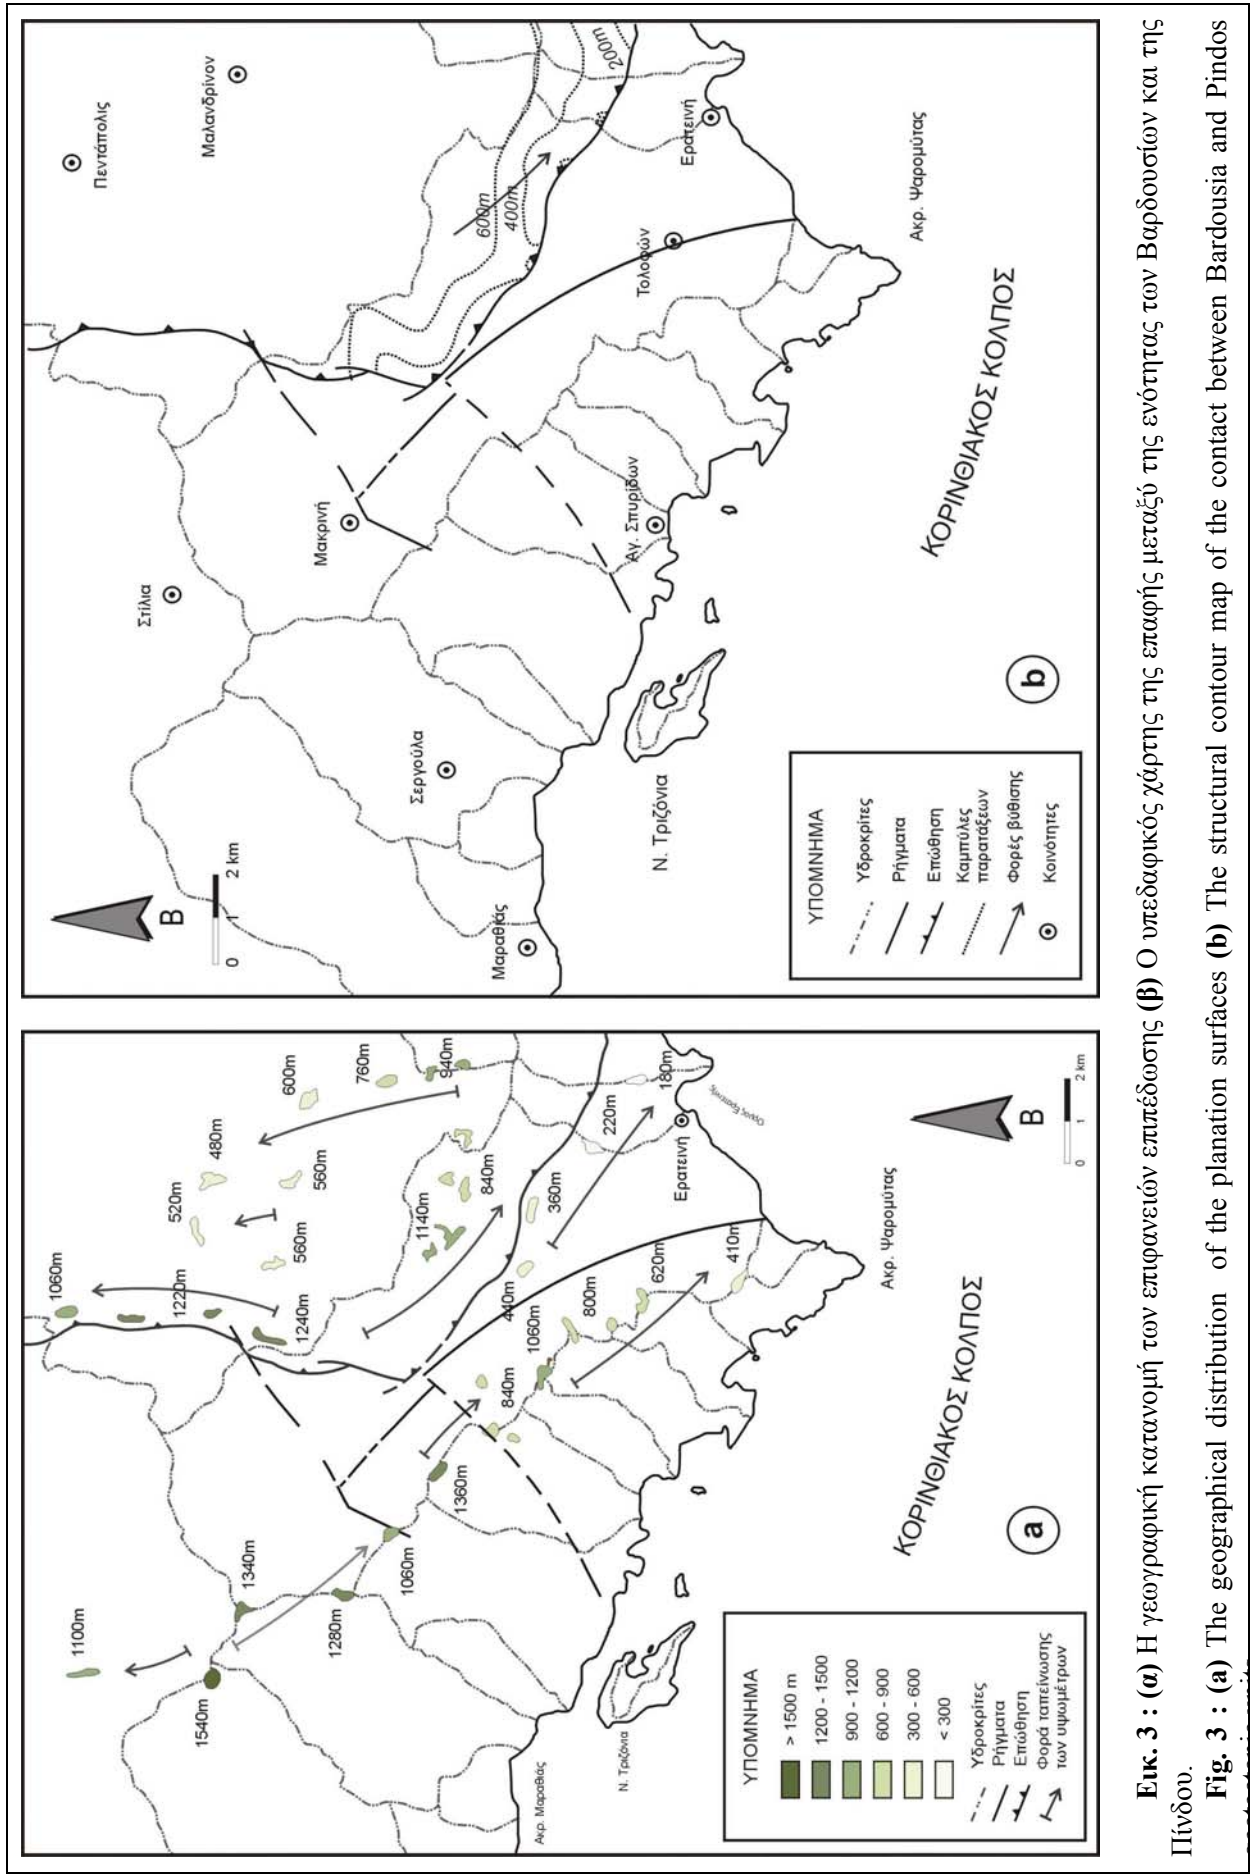 1540m
1100m
1340m
1280m
1060m
1360m
840m
1060m
800m
620m
410m
440m
360m
220m
180m
1140m
840m
940m
760m
600m
480m
520m
560m
560m
1060m
1220m
1240m
Ερατεινή
Όρμος Ερατεινής
Ακρ. Ψαρομύτας
Ακρ. Μαραθιάς
Ν. Τριζόνια
ΚΟΡΙΝΘΙΑΚΟΣ ΚΟΛΠΟΣ
Β
0 1 2 km
a
ΥΠΟΜΝΗΜΑ
> 1500 m
1200 - 1500
900 - 1200
600 - 900
300 - 600
< 300
Υδροκρίτες
Ρήγματα
Επώθηση
Φορά ταπείνωσης
των υψωμέτρων
Πεντάπολις
Μαλανδρίνον
Στίλια
Μακρινή
Σεργούλα
Μαραθιάς
Αγ. Σπυρίδων
Τολοφών
Ερατεινή
Ακρ. Ψαρομύτας
Ν. Τριζόνια
600m
400m
200m
ΚΟΡΙΝΘΙΑΚΟΣ ΚΟΛΠΟΣ
Β
0 1 2 km
b
ΥΠΟΜΝΗΜΑ
Υδροκρίτες
Ρήγματα
Επώθηση
Καμπύλες
παρατάξεων
Φορές βύθισης
Κοινότητες
Εικ. 3 : (α) Η γεωγραφική κατανομή των επιφανειών επιπέδωσης (β) Ο υπεδαφικός χάρτης της επαφής μεταξύ της ενότητας των Βαρδουσίων και της
Πίνδου.
Fig. 3 : (a) The geographical distribution of the planation surfaces (b) The structural contour map of the contact between Bardousia and Pindos